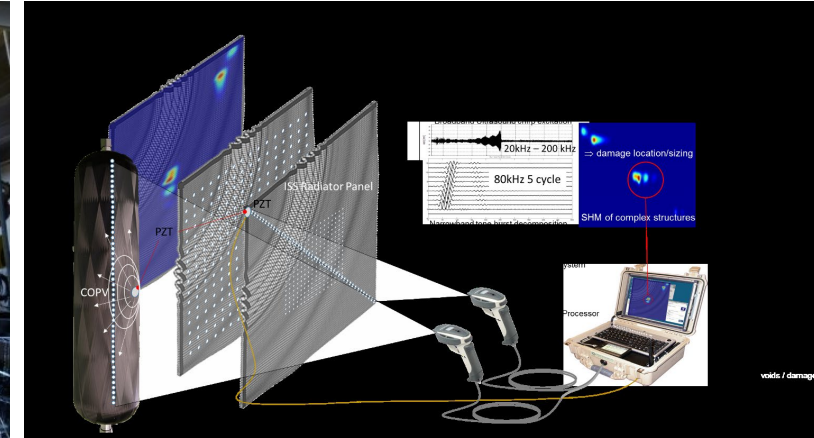 Broadband ultrasound chirp excitation
20kHz – 200 kHz
⇒ damage location/sizing
ISS Radiator Panel
80kHz 5 cycle
PZT
SHM of complex structures
Narrowband tone burst decomposition
PZT
COPV
ystem
Processor
voids / damage